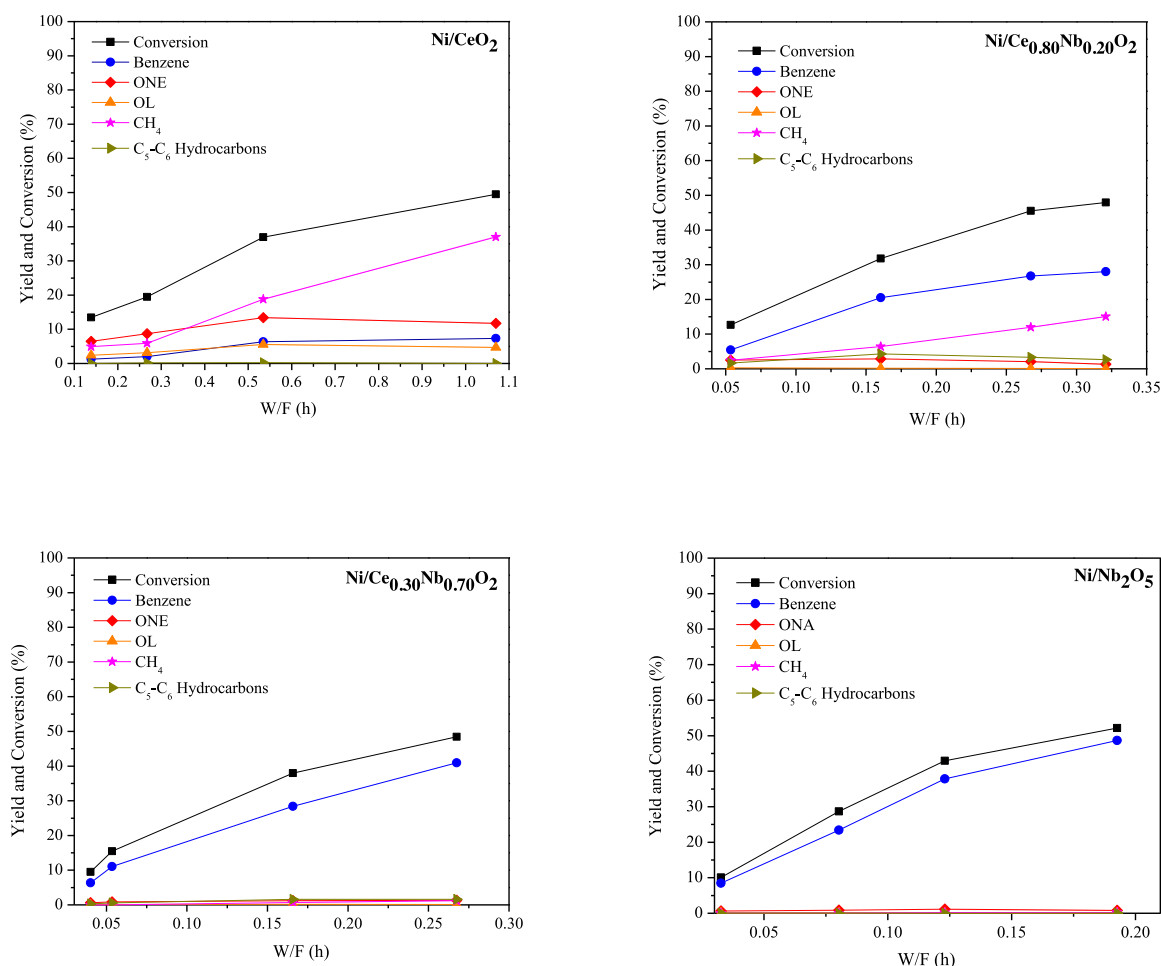 Ni/CeO2
Conversion
Benzene
ONE
OL
CH4
C5-C6 Hydrocarbons
Yield and Conversion (%)
100
90
80
70
60
50
40
30
20
10
0
0.1 0.2 0.3 0.4 0.5 0.6 0.7 0.8 0.9 1.0 1.1
W/F (h)
Ni/Ce0.80Nb0.20O2
Conversion
Benzene
ONE
OL
CH4
C5-C6 Hydrocarbons
Yield and Conversion (%)
100
90
80
70
60
50
40
30
20
10
0
0.05 0.10 0.15 0.20 0.25 0.30 0.35
W/F (h)
Ni/Ce0.30Nb0.70O2
Conversion
Benzene
ONE
OL
CH4
C5-C6 Hydrocarbons
Yield and Conversion (%)
100
90
80
70
60
50
40
30
20
10
0
0.05 0.10 0.15 0.20 0.25 0.30
W/F (h)
Ni/Nb2O5
Conversion
Benzene
ONA
OL
CH4
C5-C6 Hydrocarbons
Yield and Conversion (%)
100
90
80
70
60
50
40
30
20
10
0
0.05 0.10 0.15 0.20
W/F (h)